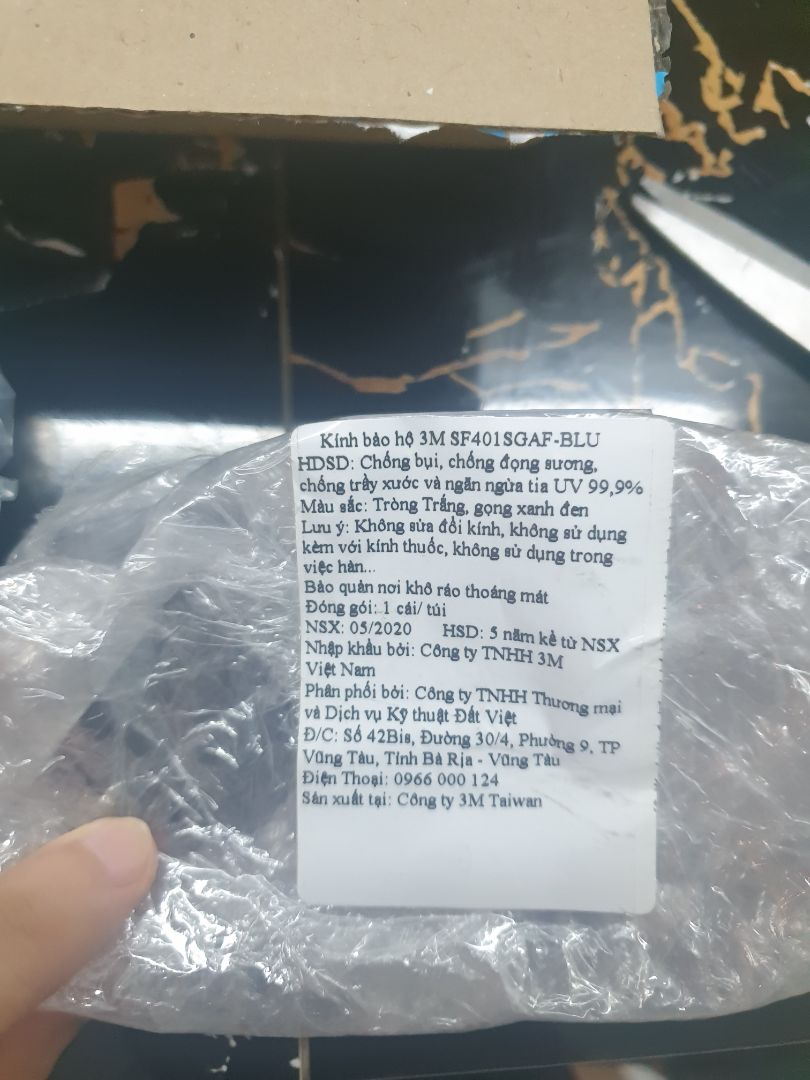 Kính bảo hộ 3M SF401SGAF-BLU
HDSD: Chống bụi, chống đọng sương,
chống trầy xước và ngăn ngừa tia UV 99,9%
Màu sắc: Tròng Trắng, gọng xanh đen
Lưu ý: Không sửa đổi kính, không sử dụng
kèm với kính thuốc, không sử dụng trong
việc hàn...
Bảo quản nơi khô ráo thoáng mát
Đóng gói: 1 cái/ túi
NSX: 05/2020 HSD: 5 năm kể từ NSX
Nhập khẩu bởi: Công ty TNHH 3M
Việt Nam
Phân phối bởi: Công ty TNHH Thương mại
và Dịch vụ Kỹ thuật Đất Việt
Đ/C: Số 42Bis, Đường 30/4, Phường 9, TP
Vũng Tàu, Tỉnh Bà Rịa - Vũng Tàu
Điện Thoại: 0966 000 124
Sản xuất tại: Công ty 3M Taiwan